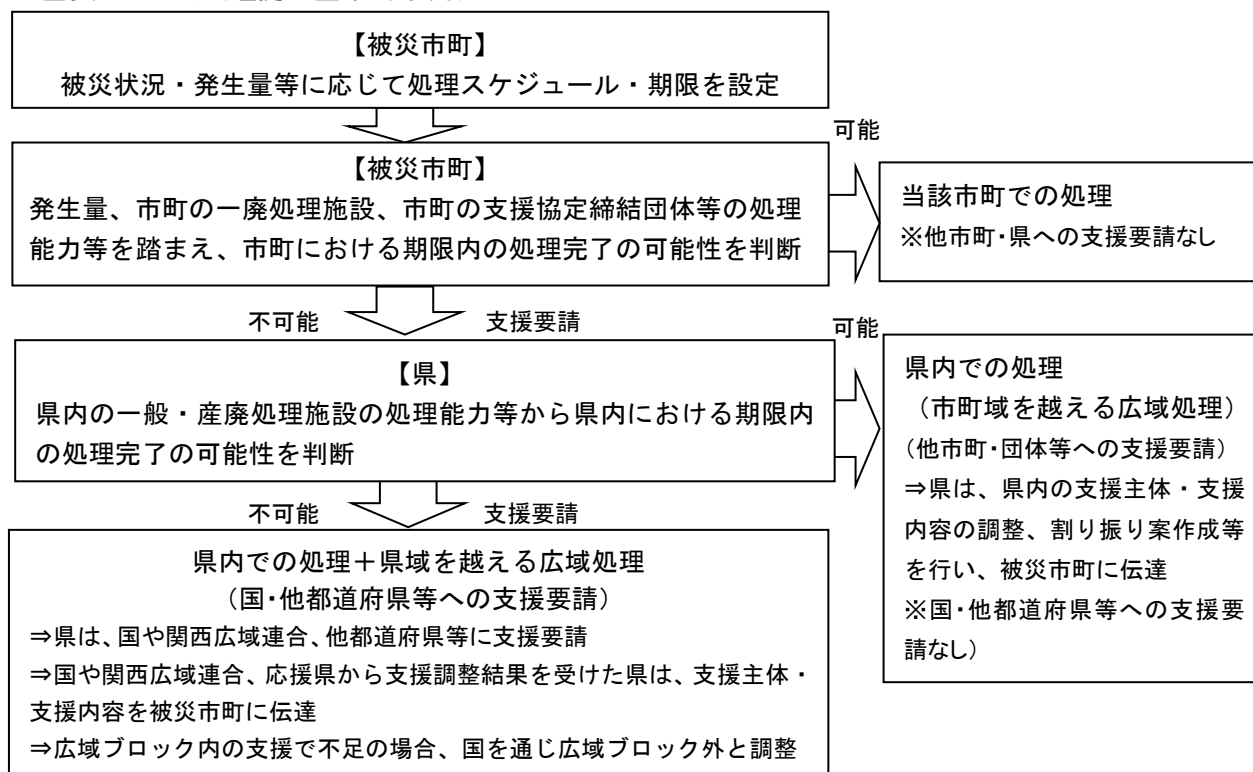 【被災市町】
被災状況・発生量等に応じて処理スケジュール・期限を設定
可能
【被災市町】
発生量、市町の一廃処理施設、市町の支援協定締結団体等の処理
能力等を踏まえ、市町における期限内の処理完了の可能性を判断
当該市町での処理
※他市町・県への支援要請なし
不可能
支援要請
可能
【県】
県内の一般・産廃処理施設の処理能力等から県内における期限内
の処理完了の可能性を判断
県内での処理
（市町域を越える広域処理）
（他市町・団体等への支援要請）
⇒県は、県内の支援主体・支援
内容の調整、割り振り案作成等
を行い、被災市町に伝達
※国・他都道府県等への支援要
請なし）
不可能
支援要請
県内での処理＋県域を越える広域処理
（国・他都道府県等への支援要請）
⇒県は、国や関西広域連合、他都道府県等に支援要請
⇒国や関西広域連合、応援県から支援調整結果を受けた県は、支援主体・
支援内容を被災市町に伝達
⇒広域ブロック内の支援で不足の場合、国を通じ広域ブロック外と調整